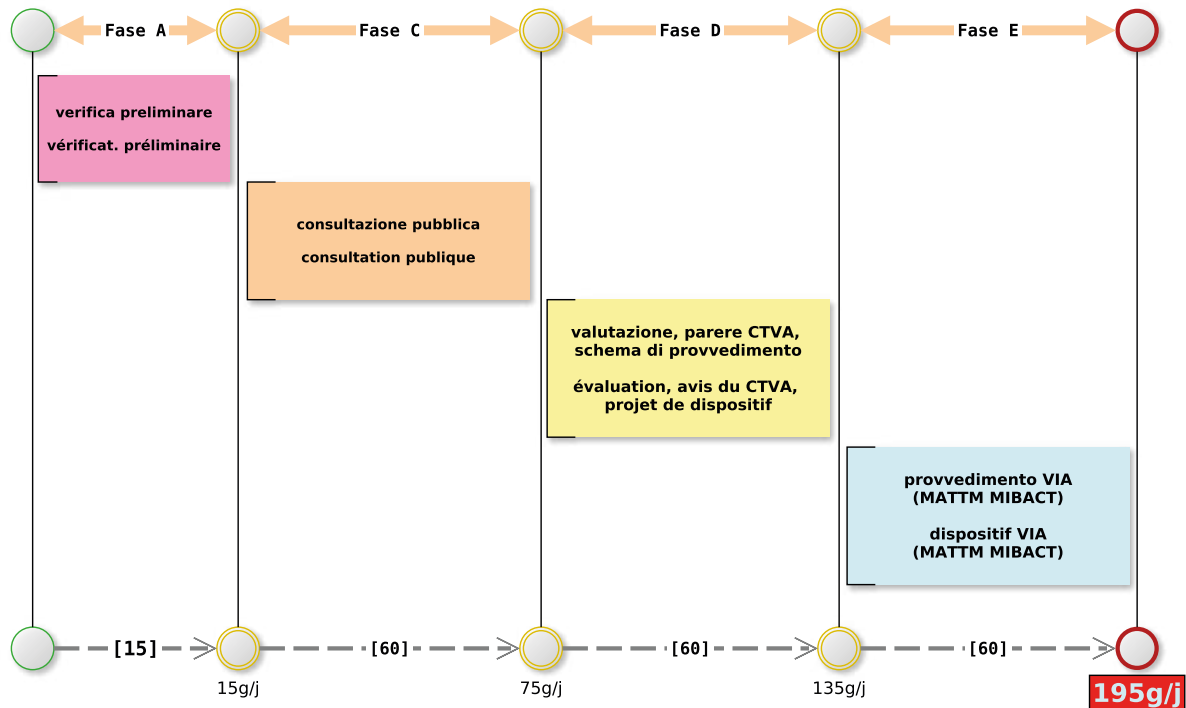 Fase A
Fase C
Fase D
Fase E
verifica preliminare
vérificat. préliminaire
consultazione pubblica
consultation publique
valutazione, parere CTVA,
schema di provvedimento
évaluation, avis du CTVA,
projet de dispositif
provvedimento VIA
(MATTM MIBACT)
dispositif VIA
(MATTM MIBACT)
[15]
[60]
[60]
[60]
15g/j
75g/j
135g/j
195g/j